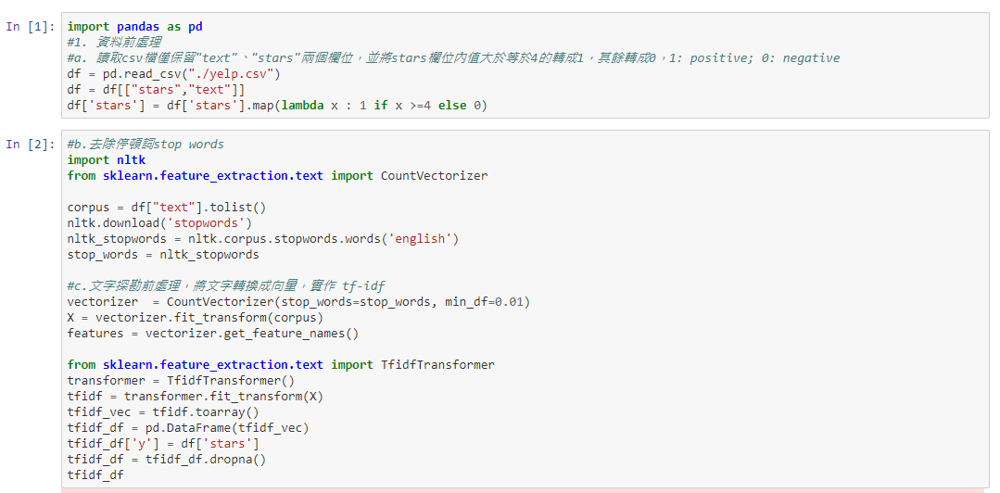 In [1]: import pandas as pd
#1. 資料前處理
#a. 讀取csv檔僅保留"text"、"stars"兩個欄位，並將stars欄位內值大於等於4的轉成1，其餘轉成0，1: positive; 0: negative
df = pd.read_csv("./yelp.csv")
df = df[["stars","text"]]
df['stars'] = df['stars'].map(lambda x : 1 if x >=4 else 0)
In [2]: #b.去除停頓詞stop words
import nltk
from sklearn.feature_extraction.text import CountVectorizer
corpus = df["text"].tolist()
nltk.download('stopwords')
nltk_stopwords = nltk.corpus.stopwords.words('english')
stop_words = nltk_stopwords
#c.文字探勘前處理，將文字轉換成向量，實作 tf-idf
vectorizer  = CountVectorizer(stop_words=stop_words, min_df=0.01)
X = vectorizer.fit_transform(corpus)
features = vectorizer.get_feature_names()
from sklearn.feature_extraction.text import TfidfTransformer
transformer = TfidfTransformer()
tfidf = transformer.fit_transform(X)
tfidf_vec = tfidf.toarray()
tfidf_df = pd.DataFrame(tfidf_vec)
tfidf_df['y'] = df['stars']
tfidf_df = tfidf_df.dropna()
tfidf_df